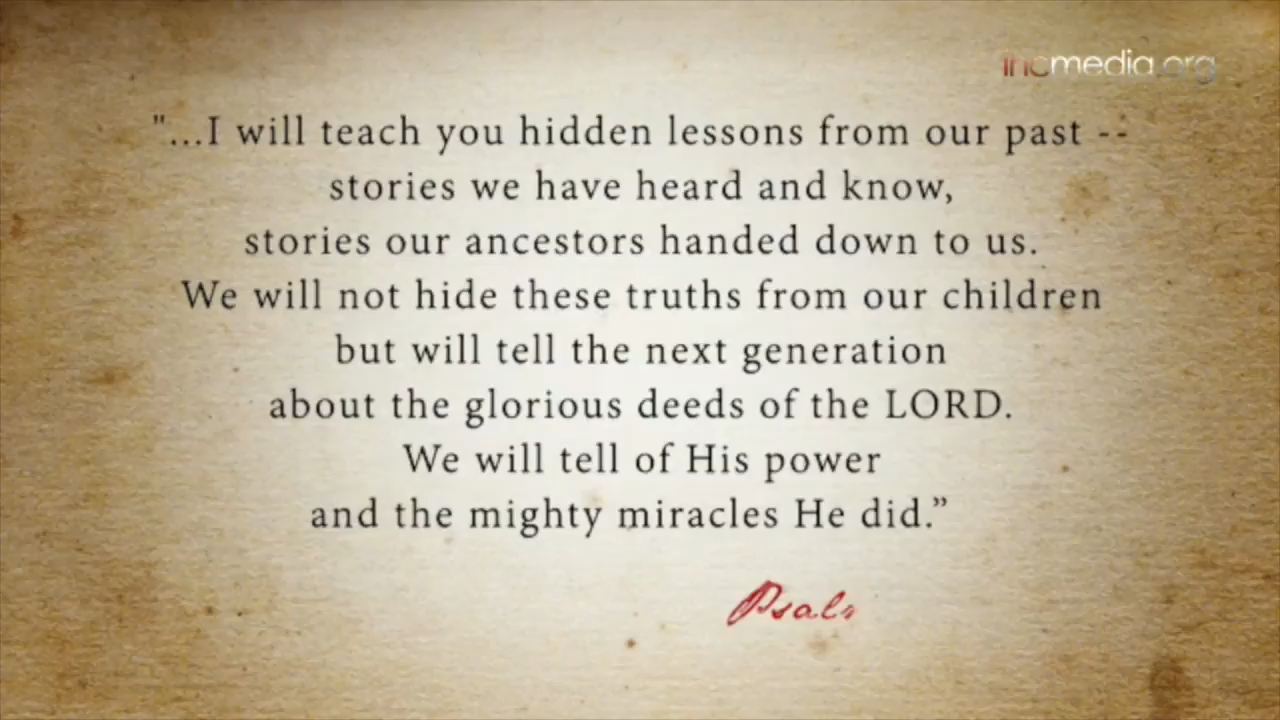 incmedia.org
"...I will teach you hidden lessons from our past --
stories we have heard and know,
stories our ancestors handed down to us.
We will not hide these truths from our children
but will tell the next generation
about the glorious deeds of the LORD.
We will tell of His power
and the mighty miracles He did.”